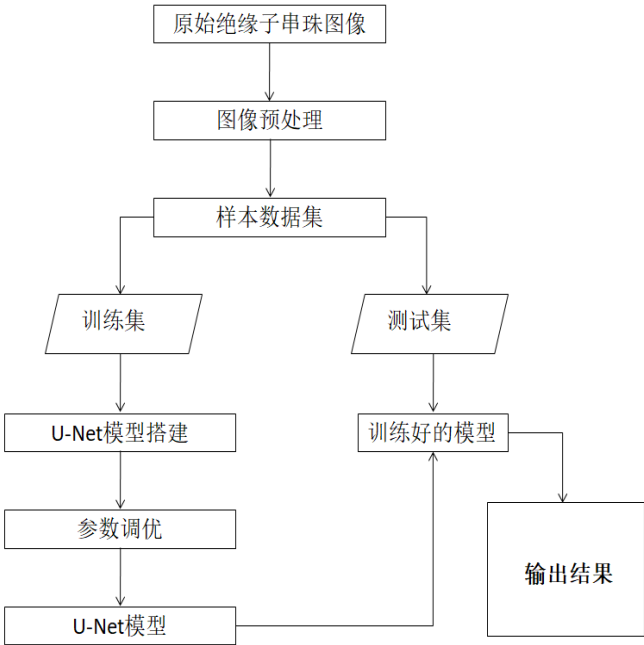 原始绝缘子串珠图像
图像预处理
样本数据集
训练集
测试集
U-Net模型搭建
训练好的模型
参数调优
输出结果
U-Net模型